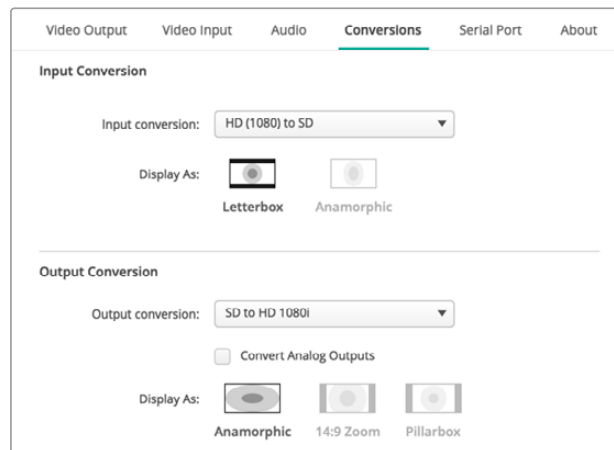 Video Output Video Input Audio Conversions Serial Port About
Input Conversion
Input conversion: HD (1080) to SD
Display As:
Letterbox Anamorphic
Output Conversion
Output conversion: SD to HD 1080i
Convert Analog Outputs
Display As:
Anamorphic 14:9 Zoom Pillarbox